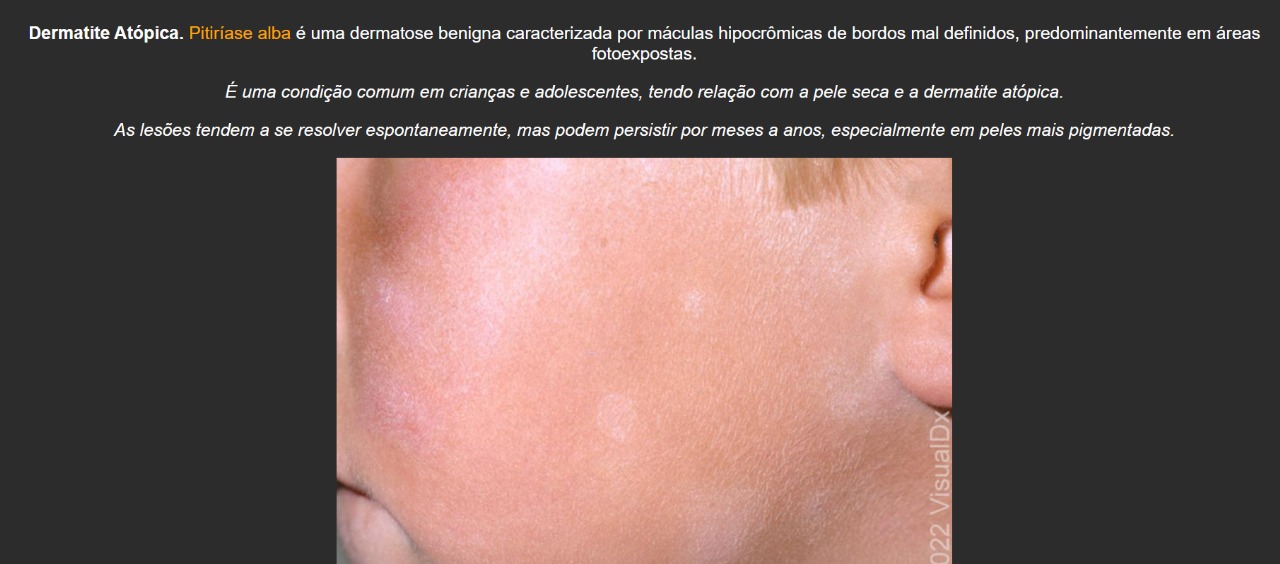 Dermatite Atópica. Pitiríase alba é uma dermatose benigna caracterizada por máculas hipocrômicas de bordos mal definidos, predominantemente em áreas
fotoexpostas.
É uma condição comum em crianças e adolescentes, tendo relação com a pele seca e a dermatite atópica.
As lesões tendem a se resolver espontaneamente, mas podem persistir por meses a anos, especialmente em peles mais pigmentadas.
022 VisualDx